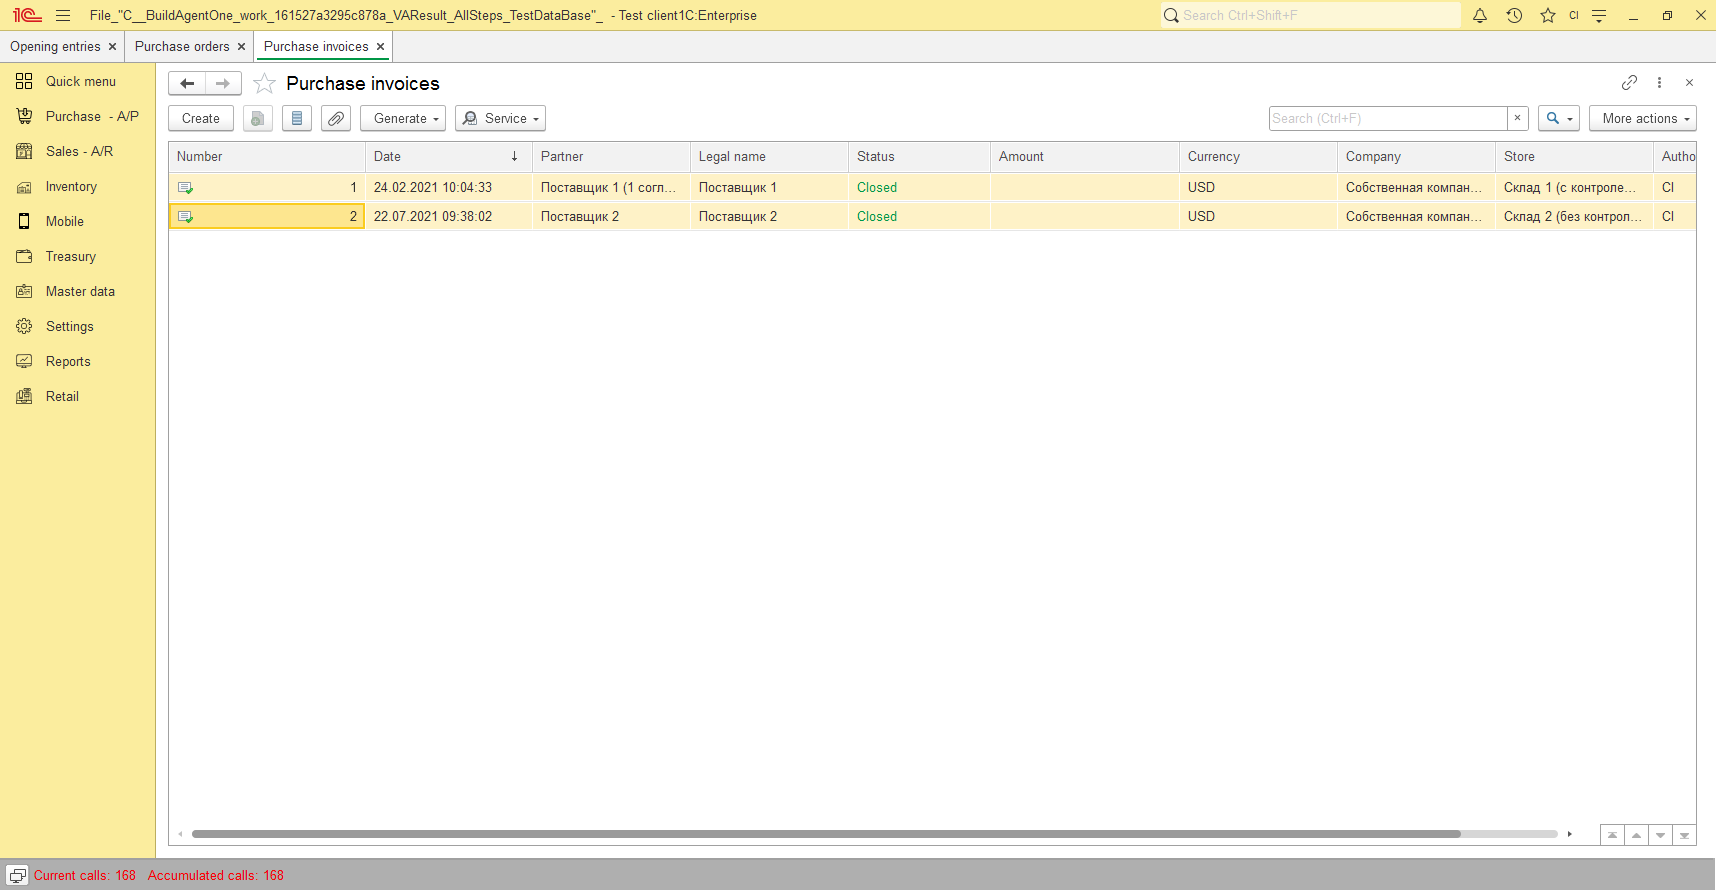 File_"C__BuildAgentOne_work_161527a3295c878a_VAResult_AllSteps_TestDataBase"_ - Test client1C:Enterprise
Search Ctrl+Shift+F
CI
Opening entries
Purchase orders
Purchase invoices
Quick menu
Purchase - A/P
Sales - A/R
Inventory
Mobile
Treasury
Master data
Settings
Reports
Retail
Purchase invoices
Create
Generate
Service
Search (Ctrl+F)
More actions
Number Date Partner Legal name Status Amount Currency Company Store Autho
1 24.02.2021 10:04:33 Поставщик 1 (1 согл... Поставщик 1 Closed USD Собственная компан... Склад 1 (с контроле... CI
2 22.07.2021 09:38:02 Поставщик 2 Поставщик 2 Closed USD Собственная компан... Склад 2 (без контрол... CI
Current calls: 168 Accumulated calls: 168